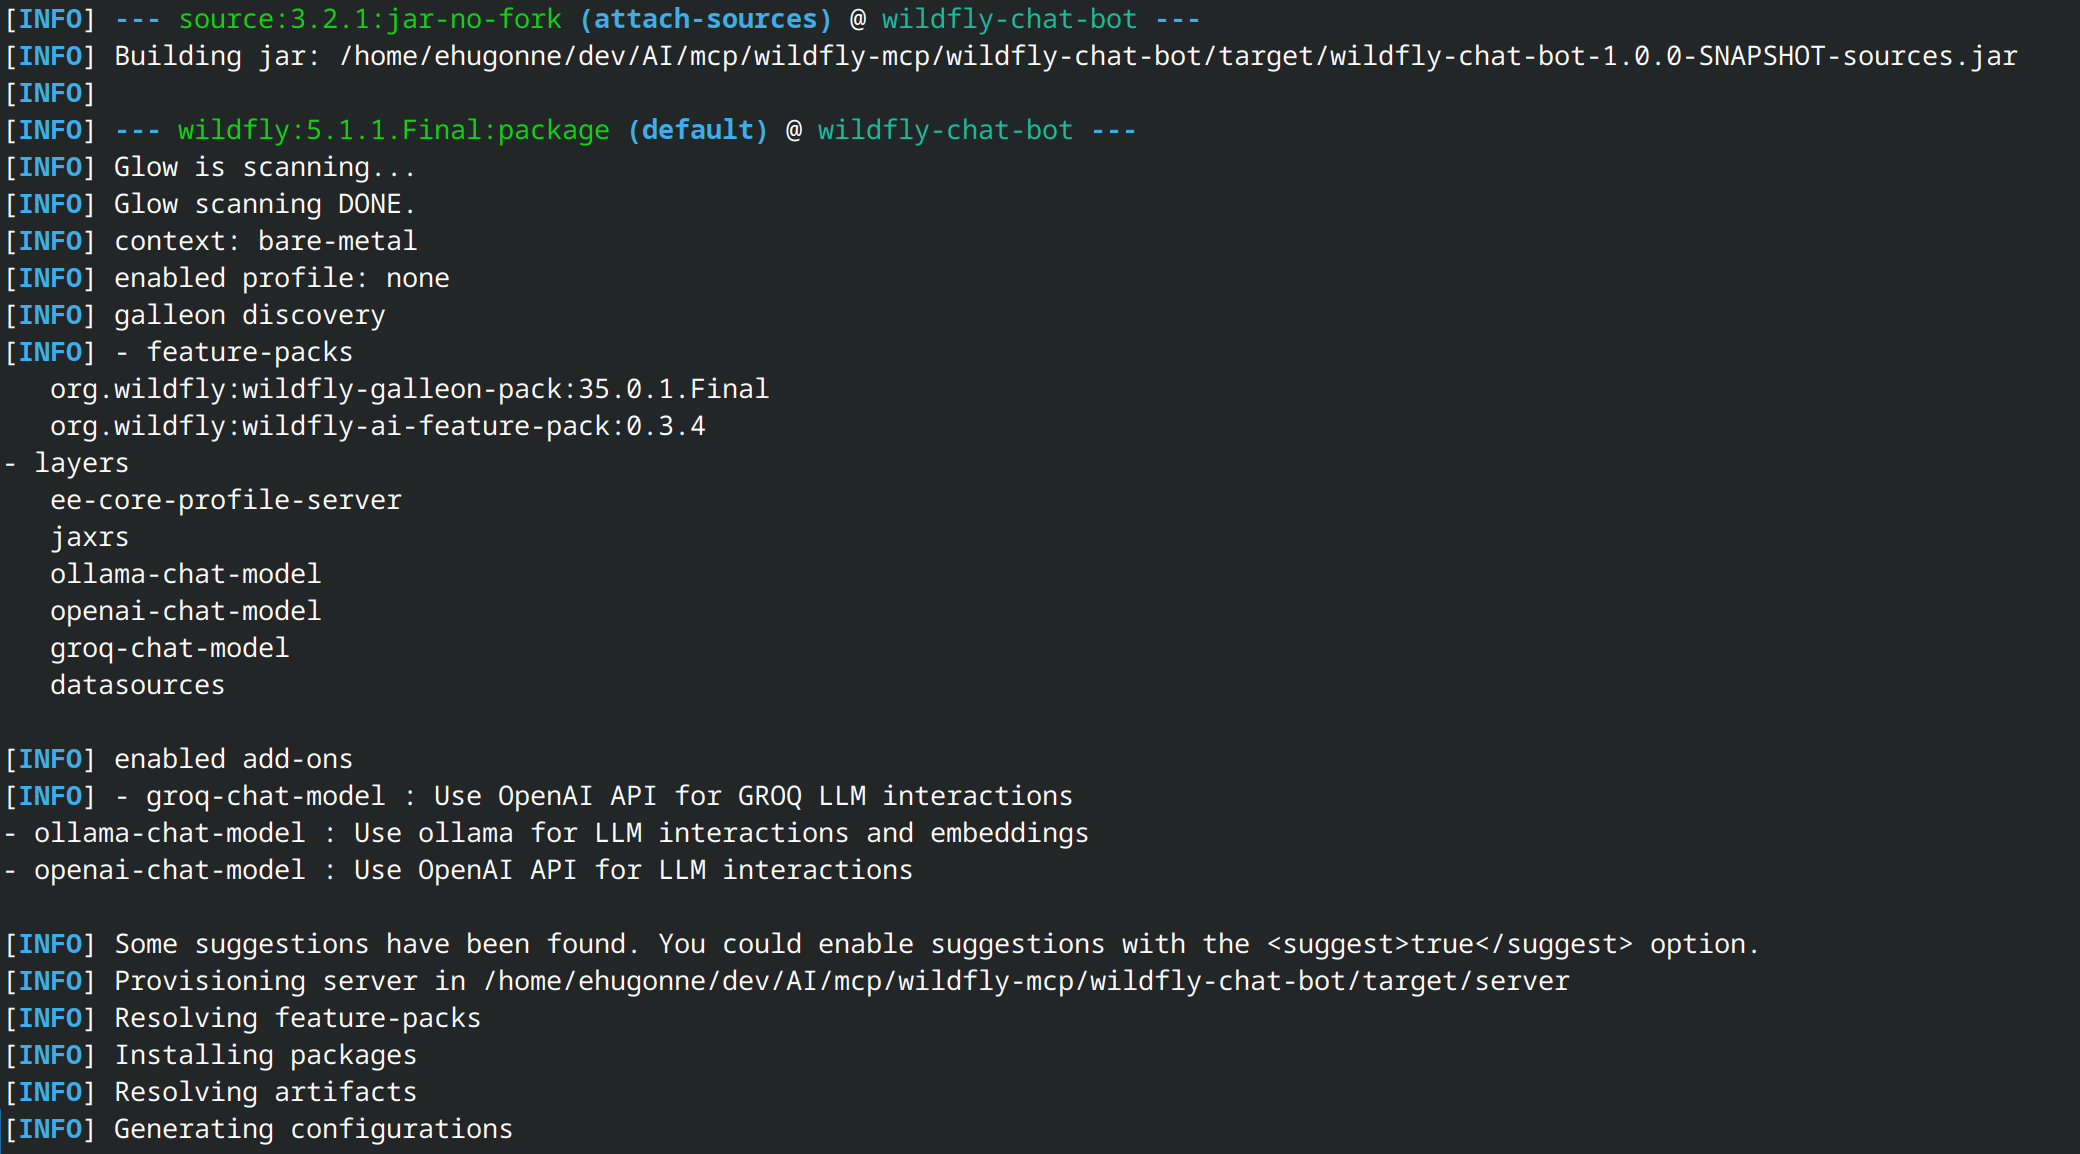 [INFO] --- source:3.2.1:jar-no-fork (attach-sources) @ wildfly-chat-bot ---
[INFO] Building jar: /home/ehugonne/dev/AI/mcp/wildfly-mcp/wildfly-chat-bot/target/wildfly-chat-bot-1.0.0-SNAPSHOT-sources.jar
[INFO]
[INFO] --- wildfly:5.1.1.Final:package (default) @ wildfly-chat-bot ---
[INFO] Glow is scanning...
[INFO] Glow scanning DONE.
[INFO] context: bare-metal
[INFO] enabled profile: none
[INFO] galleon discovery
[INFO] - feature-packs
   org.wildfly:wildfly-galleon-pack:35.0.1.Final
   org.wildfly:wildfly-ai-feature-pack:0.3.4
- layers
   ee-core-profile-server
   jaxrs
   ollama-chat-model
   openai-chat-model
   groq-chat-model
   datasources
[INFO] enabled add-ons
[INFO] - groq-chat-model : Use OpenAI API for GROQ LLM interactions
- ollama-chat-model : Use ollama for LLM interactions and embeddings
- openai-chat-model : Use OpenAI API for LLM interactions
[INFO] Some suggestions have been found. You could enable suggestions with the <suggest>true</suggest> option.
[INFO] Provisioning server in /home/ehugonne/dev/AI/mcp/wildfly-mcp/wildfly-chat-bot/target/server
[INFO] Resolving feature-packs
[INFO] Installing packages
[INFO] Resolving artifacts
[INFO] Generating configurations